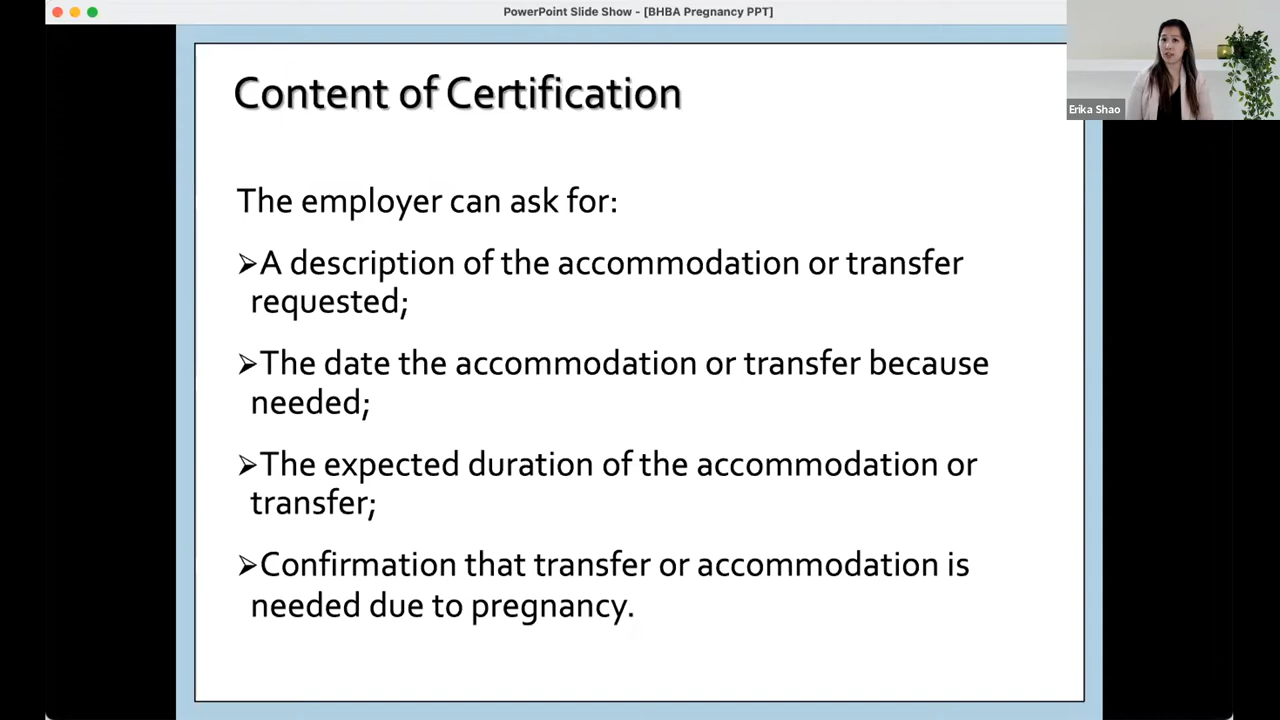 PowerPoint Slide Show - [BHBA Pregnancy PPT]
Erika Shao
Content of Certification
The employer can ask for:
➢A description of the accommodation or transfer
requested;
➢The date the accommodation or transfer because
needed;
➢The expected duration of the accommodation or
transfer;
➢Confirmation that transfer or accommodation is
needed due to pregnancy.